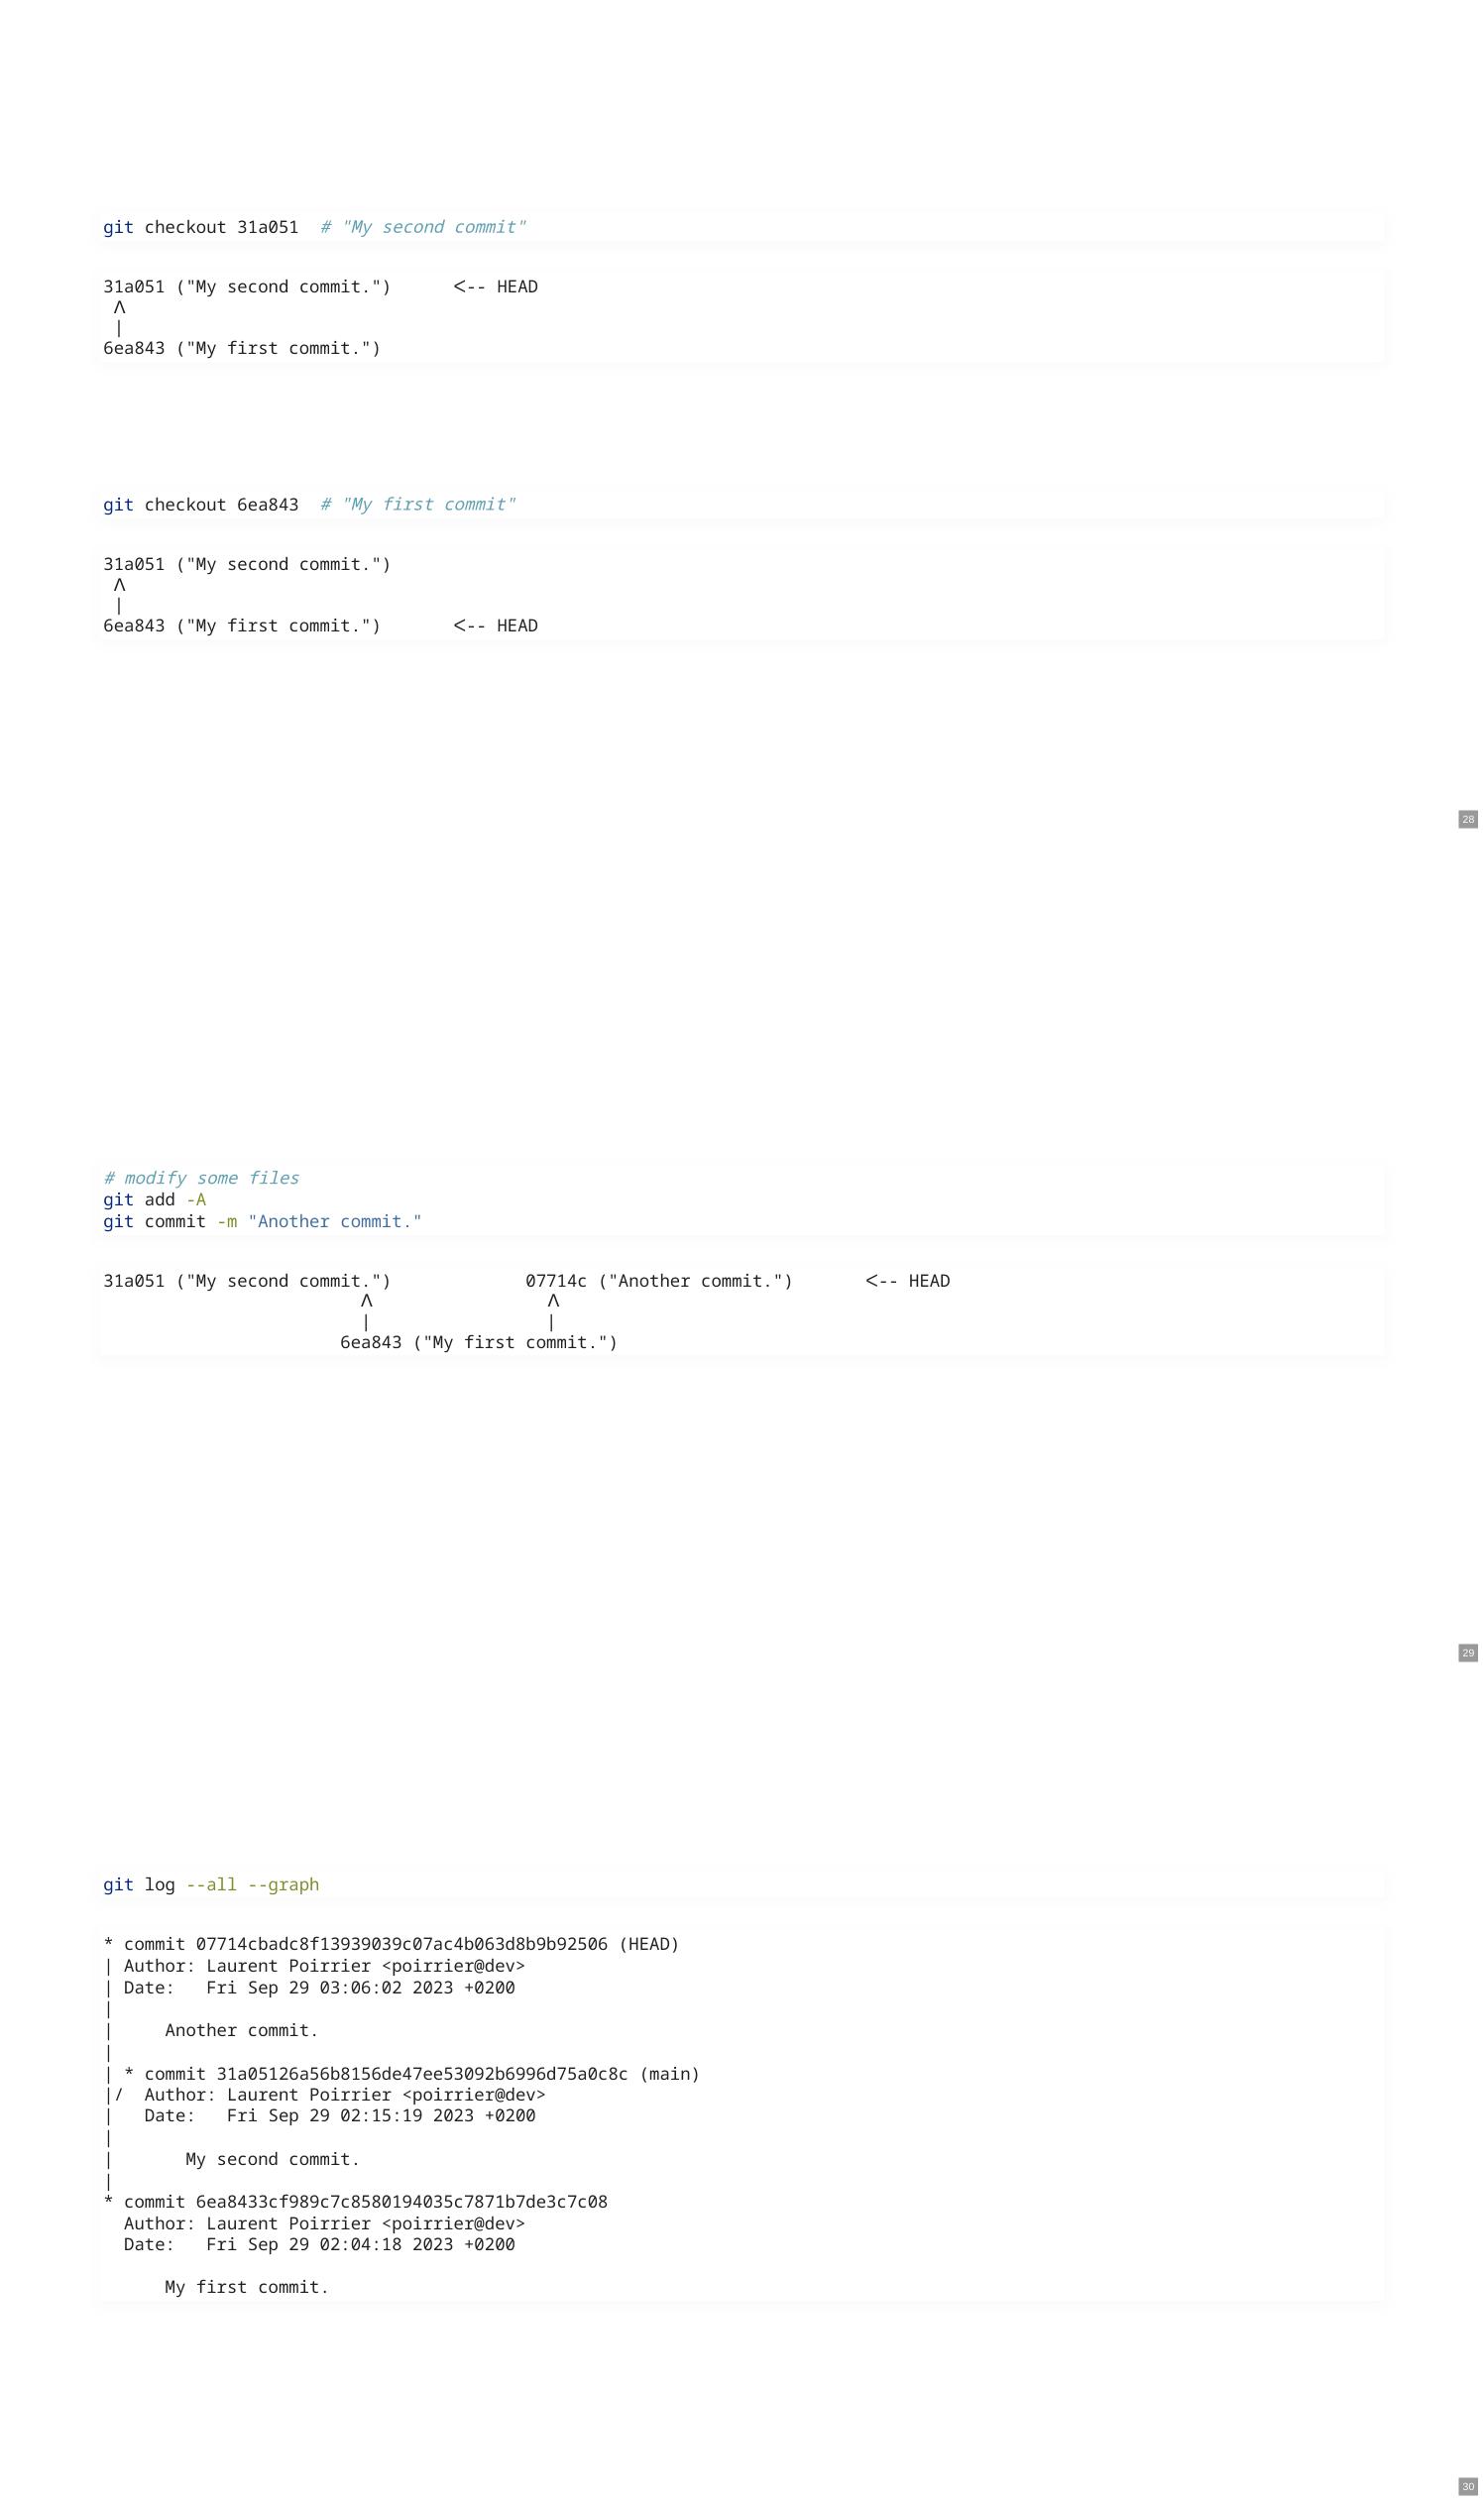 git checkout 31a051  # "My second commit"
31a051 ("My second commit.")      <-- HEAD
 ^
 |
6ea843 ("My first commit.")
git checkout 6ea843  # "My first commit"
31a051 ("My second commit.")
 ^
 |
6ea843 ("My first commit.")       <-- HEAD
28
# modify some files
git add -A
git commit -m "Another commit."
31a051 ("My second commit.")             07714c ("Another commit.")       <-- HEAD
                         ^                 ^
                         |                 |
                       6ea843 ("My first commit.")
29
git log --all --graph
* commit 07714cbadc8f13939039c07ac4b063d8b9b92506 (HEAD)
| Author: Laurent Poirrier <poirrier@dev>
| Date:   Fri Sep 29 03:06:02 2023 +0200
|
|     Another commit.
|
| * commit 31a05126a56b8156de47ee53092b6996d75a0c8c (main)
|/  Author: Laurent Poirrier <poirrier@dev>
|   Date:   Fri Sep 29 02:15:19 2023 +0200
|
|       My second commit.
|
* commit 6ea8433cf989c7c8580194035c7871b7de3c7c08
  Author: Laurent Poirrier <poirrier@dev>
  Date:   Fri Sep 29 02:04:18 2023 +0200
      My first commit.
30